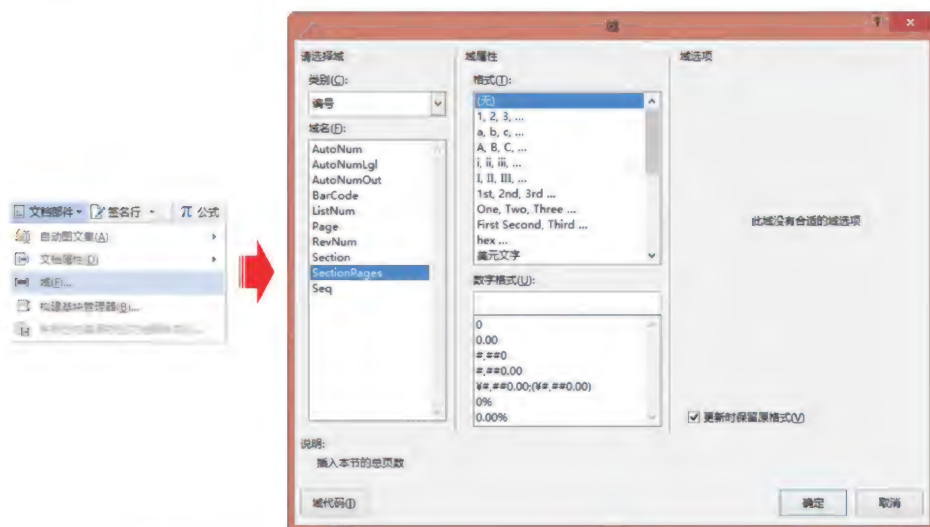 文档部件
签名行
π 公式
自动图文集(A)
文档属性(D)
域(F)...
构建基块管理器(B)...
域
请选择域
类别(C):
编号
域名(F):
AutoNum
AutoNumLgl
AutoNumOut
BarCode
ListNum
Page
RevNum
Section
SectionPages
Seq
域属性
格式(T):
(无)
1, 2, 3, ...
a, b, c, ...
A, B, C, ...
i, ii, iii, ...
I, II, III, ...
1st, 2nd, 3rd ...
One, Two, Three ...
First Second, Third ...
hex ...
美元文字
数字格式(U):
0
0.00
#,##0
#,##0.00
¥#,##0.00;(¥#,##0.00)
0%
0.00%
域选项
此域没有合适的域选项
更新时保留原格式(V)
说明:
插入本节的总页数
域代码(I)
确定
取消